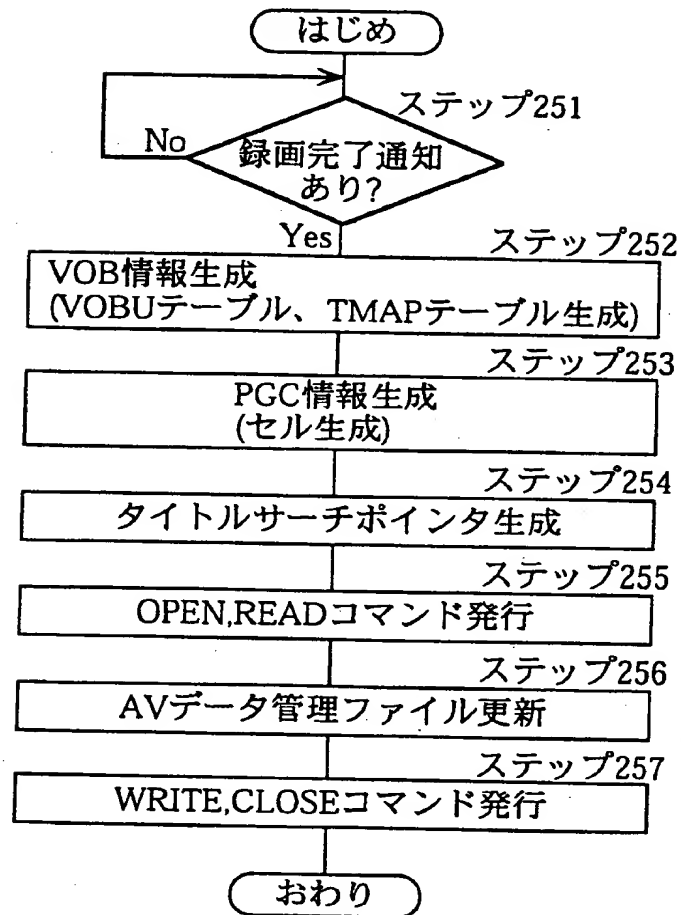 はじめ
ステップ251
No
録画完了通知
あり?
Yes
ステップ252
VOB情報生成
(VOBUテーブル、TMAPテーブル生成)
ステップ253
PGC情報生成
(セル生成)
ステップ254
タイトルサーチポインタ生成
ステップ255
OPEN,READコマンド発行
ステップ256
AVデータ管理ファイル更新
ステップ257
WRITE,CLOSEコマンド発行
おわり